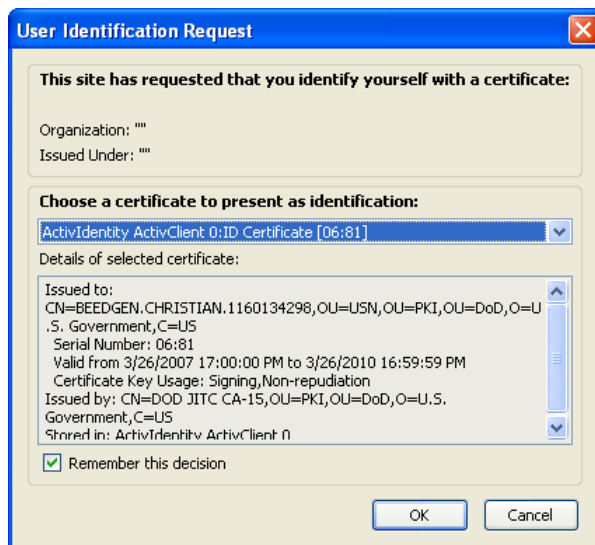 User Identification Request
This site has requested that you identify yourself with a certificate:
Organization: ""
Issued Under: ""
Choose a certificate to present as identification:
ActivIdentity ActivClient 0:ID Certificate [06:81]
Details of selected certificate:
Issued to:
CN=BEEDGEN.CHRISTIAN.1160134298,OU=USN,OU=PKI,OU=DoD,O=U
.S. Government,C=US
Serial Number: 06:81
Valid from 3/26/2007 17:00:00 PM to 3/26/2010 16:59:59 PM
Certificate Key Usage: Signing,Non-repudiation
Issued by: CN=DOD JITC CA-15,OU=PKI,OU=DoD,O=U.S.
Government,C=US
Stored in: ActivIdentity ActivClient 0
Remember this decision
OK
Cancel